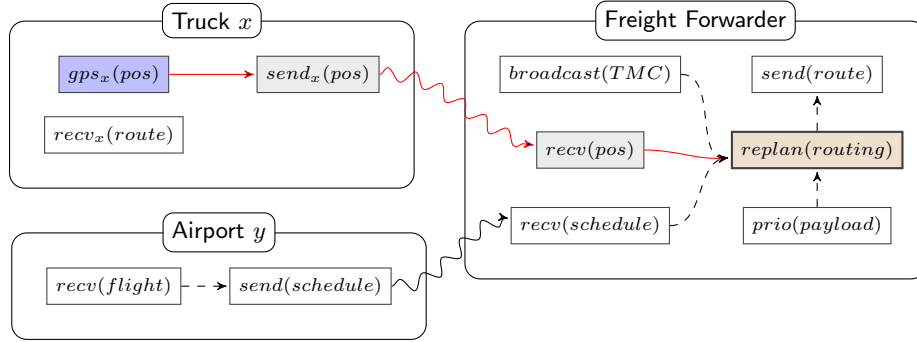 Truck x
gps_x(pos)
send_x(pos)
recv_x(route)
Airport y
recv(flight)
send(schedule)
Freight Forwarder
broadcast(TMC)
send(route)
recv(pos)
replan(routing)
recv(schedule)
prio(payload)